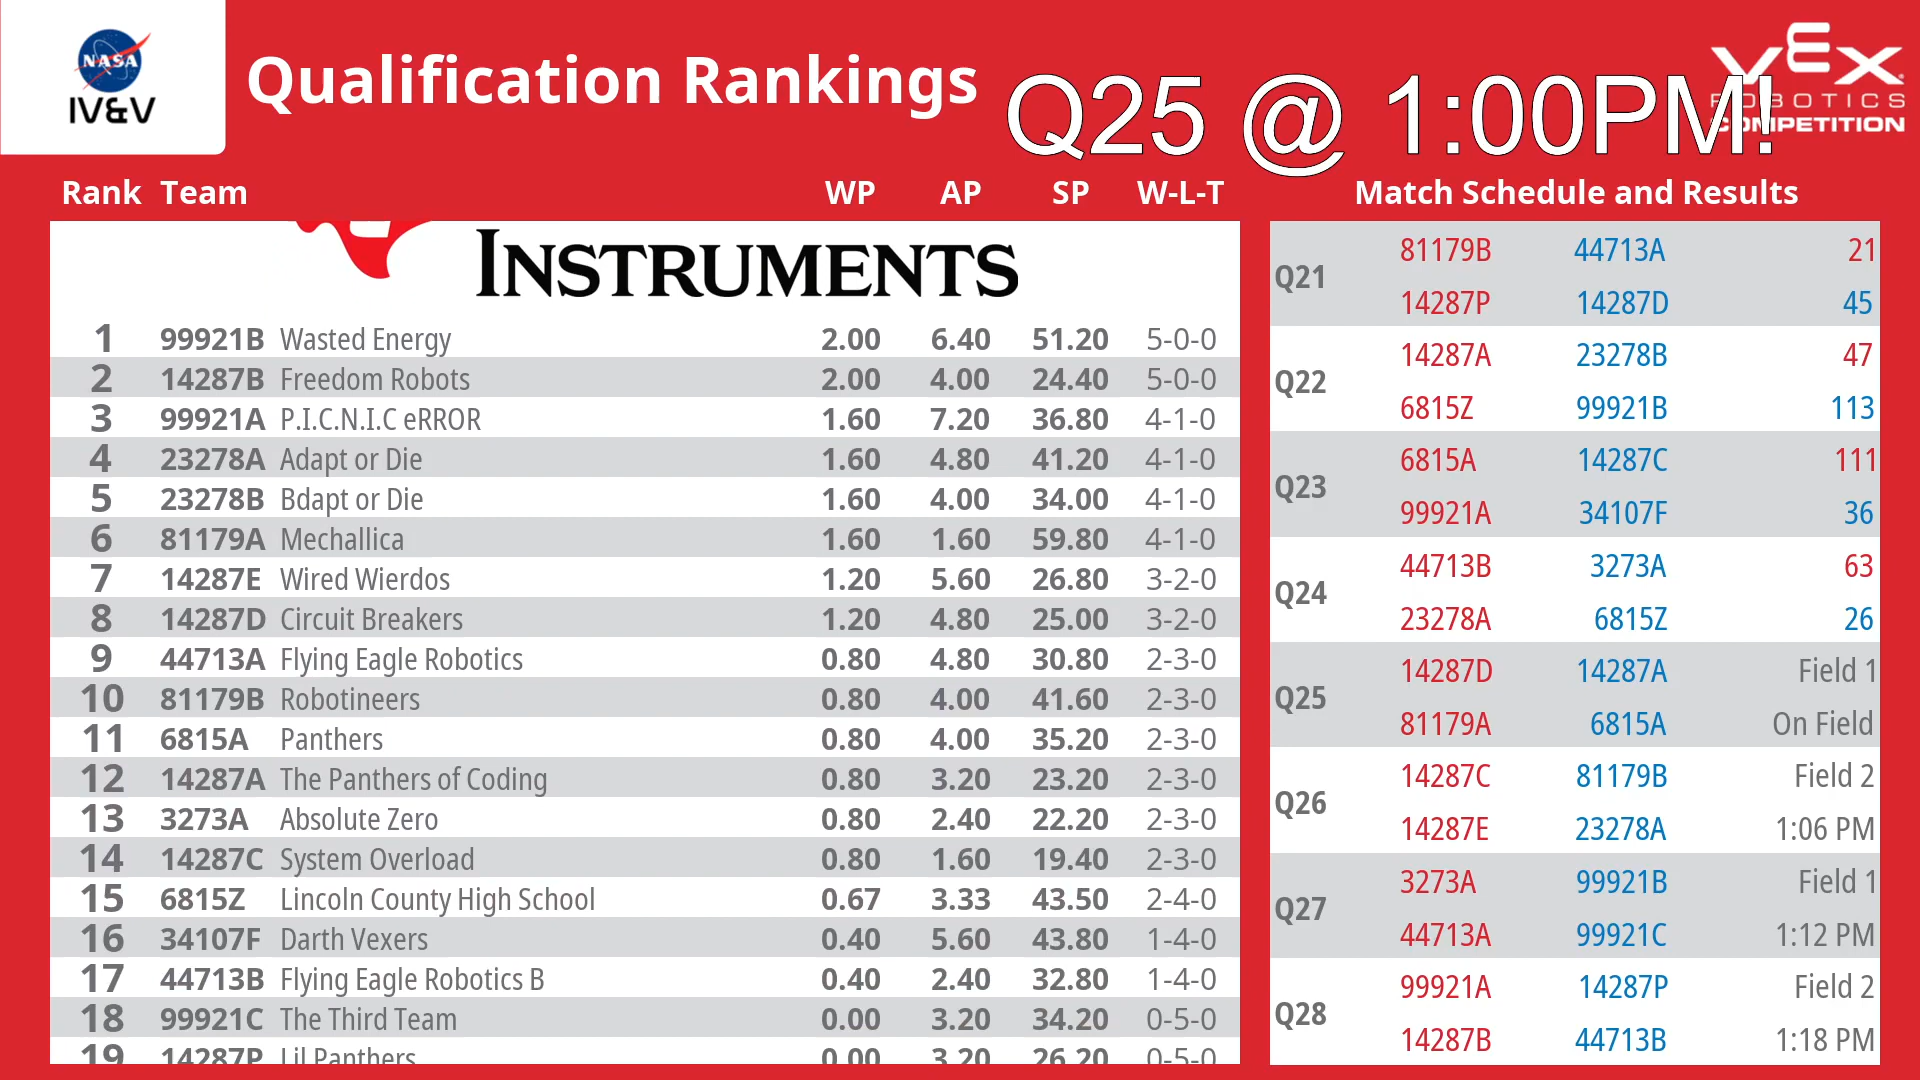 NASA
IV&V
Qualification Rankings
Q25 @ 1:00PM!
VEX
ROBOTICS
COMPETITION
Rank Team WP AP SP W-L-T
Match Schedule and Results
INSTRUMENTS
1 99921B Wasted Energy 2.00 6.40 51.20 5-0-0
2 14287B Freedom Robots 2.00 4.00 24.40 5-0-0
3 99921A P.I.C.N.I.C eRROR 1.60 7.20 36.80 4-1-0
4 23278A Adapt or Die 1.60 4.80 41.20 4-1-0
5 23278B Bdapt or Die 1.60 4.00 34.00 4-1-0
6 81179A Mechallica 1.60 1.60 59.80 4-1-0
7 14287E Wired Wierdos 1.20 5.60 26.80 3-2-0
8 14287D Circuit Breakers 1.20 4.80 25.00 3-2-0
9 44713A Flying Eagle Robotics 0.80 4.80 30.80 2-3-0
10 81179B Robotineers 0.80 4.00 41.60 2-3-0
11 6815A Panthers 0.80 4.00 35.20 2-3-0
12 14287A The Panthers of Coding 0.80 3.20 23.20 2-3-0
13 3273A Absolute Zero 0.80 2.40 22.20 2-3-0
14 14287C System Overload 0.80 1.60 19.40 2-3-0
15 6815Z Lincoln County High School 0.67 3.33 43.50 2-4-0
16 34107F Darth Vexers 0.40 5.60 43.80 1-4-0
17 44713B Flying Eagle Robotics B 0.40 2.40 32.80 1-4-0
18 99921C The Third Team 0.00 3.20 34.20 0-5-0
19 14287P Lil Panthers 0.00 3.20 26.20 0-5-0
81179B 44713A 21
Q21
14287P 14287D 45
14287A 23278B 47
Q22
6815Z 99921B 113
6815A 14287C 111
Q23
99921A 34107F 36
44713B 3273A 63
Q24
23278A 6815Z 26
14287D 14287A Field 1
Q25
81179A 6815A On Field
14287C 81179B Field 2
Q26
14287E 23278A 1:06 PM
3273A 99921B Field 1
Q27
44713A 99921C 1:12 PM
99921A 14287P Field 2
Q28
14287B 44713B 1:18 PM